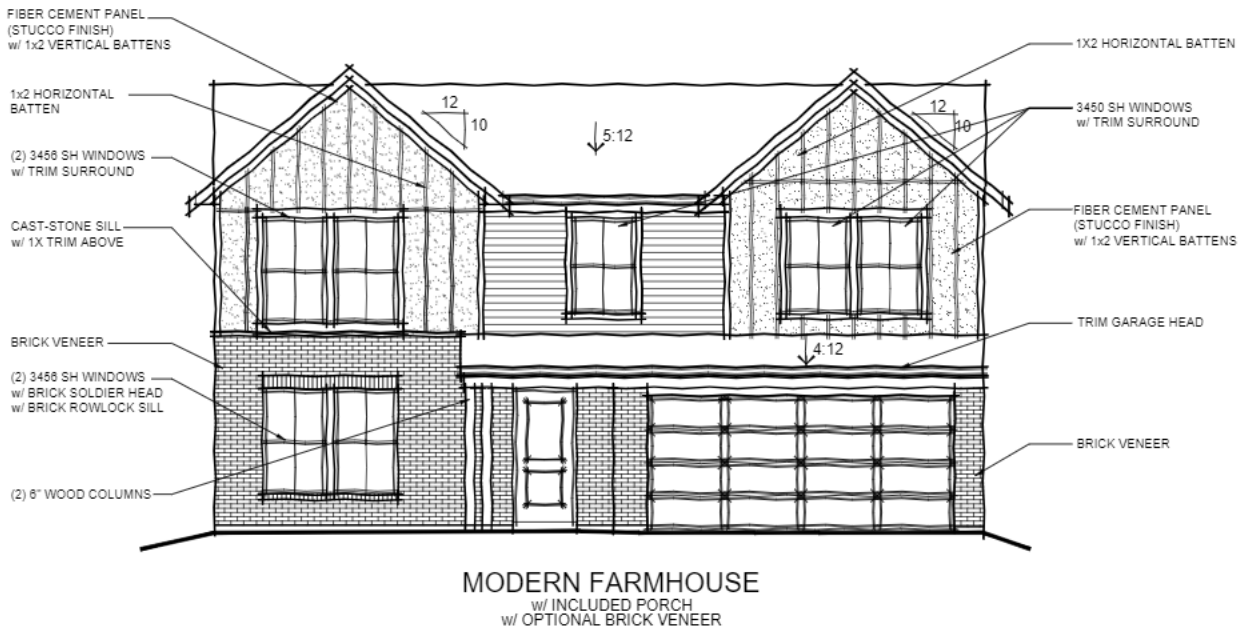 FIBER CEMENT PANEL
(STUCCO FINISH)
w/ 1x2 VERTICAL BATTENS
1x2 HORIZONTAL
BATTEN
(2) 3456 SH WINDOWS
w/ TRIM SURROUND
CAST-STONE SILL
w/ 1X TRIM ABOVE
BRICK VENEER
(2) 3456 SH WINDOWS
w/ BRICK SOLDIER HEAD
w/ BRICK ROWLOCK SILL
(2) 6" WOOD COLUMNS
12
10
5:12
12
10
4:12
1X2 HORIZONTAL BATTEN
3450 SH WINDOWS
w/ TRIM SURROUND
FIBER CEMENT PANEL
(STUCCO FINISH)
w/ 1x2 VERTICAL BATTENS
TRIM GARAGE HEAD
BRICK VENEER
MODERN FARMHOUSE
w/ INCLUDED PORCH
w/ OPTIONAL BRICK VENEER